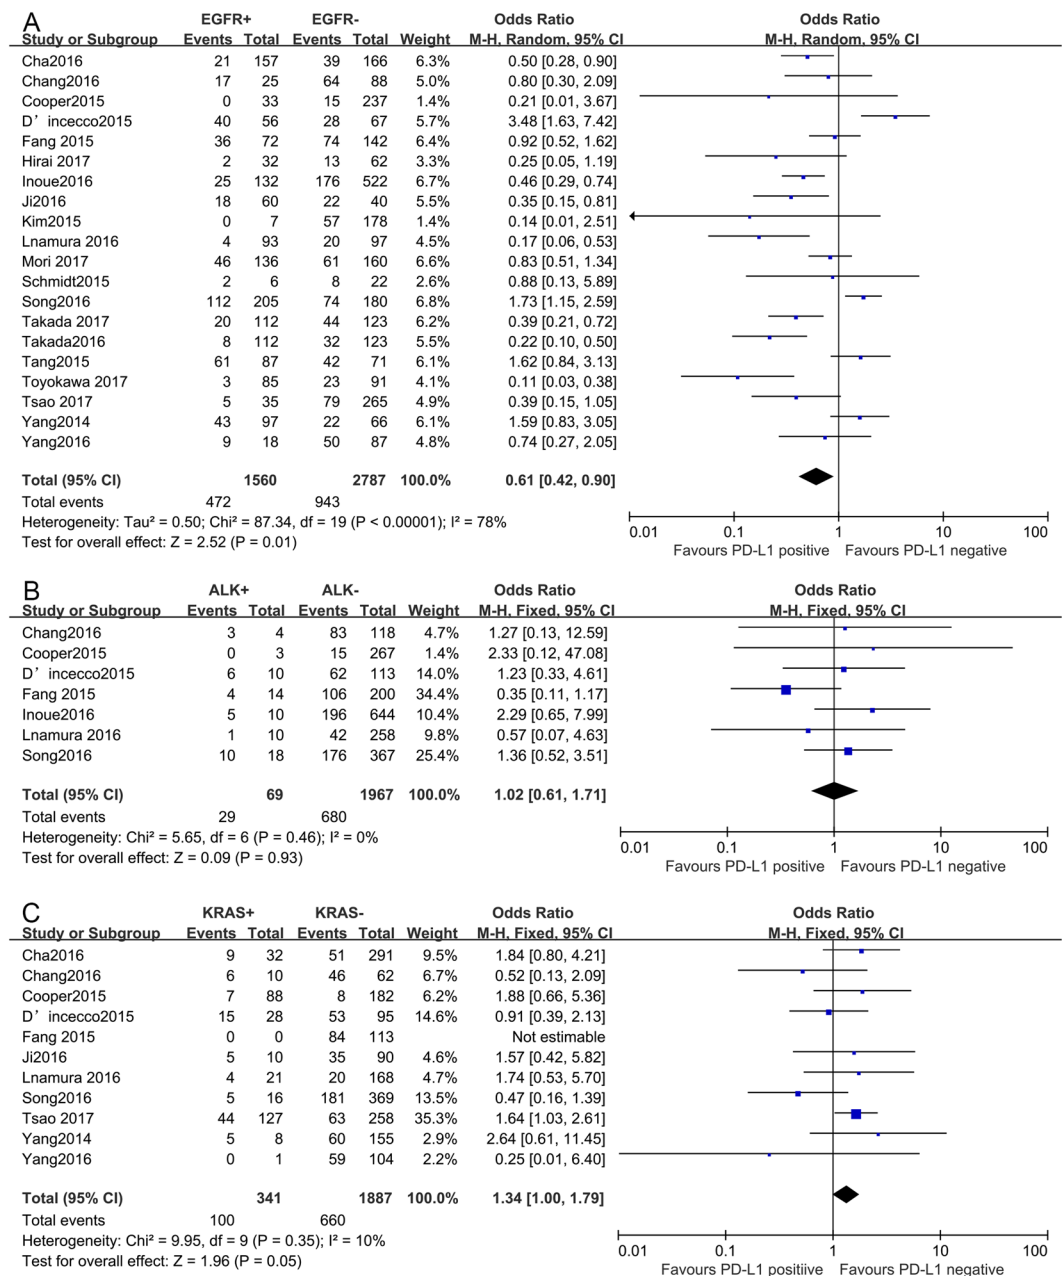 A
EGFR+ EGFR- Odds Ratio Odds Ratio
Study or Subgroup Events Total Events Total Weight M-H, Random, 95% CI M-H, Random, 95% CI
Cha2016 21 157 39 166 6.3% 0.50 [0.28, 0.90]
Chang2016 17 25 64 88 5.0% 0.80 [0.30, 2.09]
Cooper2015 0 33 15 237 1.4% 0.21 [0.01, 3.67]
D’ incecco2015 40 56 28 67 5.7% 3.48 [1.63, 7.42]
Fang 2015 36 72 74 142 6.4% 0.92 [0.52, 1.62]
Hirai 2017 2 32 13 62 3.3% 0.25 [0.05, 1.19]
Inoue2016 25 132 176 522 6.7% 0.46 [0.29, 0.74]
Ji2016 18 60 22 40 5.4% 0.35 [0.15, 0.81]
Kim2015 0 7 57 178 1.4% 0.14 [0.01, 2.51]
Lnamura 2016 4 93 20 97 4.5% 0.17 [0.06, 0.53]
Mori 2017 46 136 61 160 6.6% 0.83 [0.51, 1.34]
Schmidt2015 2 6 8 22 2.6% 0.88 [0.13, 5.89]
Song2016 112 205 74 180 6.8% 1.73 [1.15, 2.59]
Takada 2017 20 112 44 123 6.2% 0.39 [0.21, 0.72]
Takada2016 8 112 32 123 5.5% 0.22 [0.10, 0.50]
Tang2015 61 87 42 71 6.1% 1.62 [0.84, 3.13]
Toyokawa 2017 3 85 23 91 4.1% 0.11 [0.03, 0.38]
Tsao 2017 5 35 79 265 4.9% 0.39 [0.15, 1.05]
Yang2014 43 97 22 66 6.1% 1.59 [0.83, 3.05]
Yang2016 9 18 50 87 4.8% 0.74 [0.27, 2.05]
Total (95% CI) 1560 2787 100.0% 0.61 [0.42, 0.90]
Total events 472 943
Heterogeneity: Tau² = 0.50; Chi² = 87.34, df = 19 (P < 0.00001); I² = 78%
Test for overall effect: Z = 2.52 (P = 0.01)
0.01 0.1 1 10 100
Favours PD-L1 positive Favours PD-L1 negative
B
ALK+ ALK- Odds Ratio Odds Ratio
Study or Subgroup Events Total Events Total Weight M-H, Fixed, 95% CI M-H, Fixed, 95% CI
Chang2016 3 4 83 118 4.7% 1.27 [0.13, 12.59]
Cooper2015 0 3 15 267 1.4% 2.33 [0.12, 47.08]
D’ incecco2015 6 10 62 113 14.0% 1.23 [0.33, 4.61]
Fang 2015 4 14 106 200 34.4% 0.35 [0.11, 1.17]
Inoue2016 5 10 196 644 10.4% 2.29 [0.65, 7.99]
Lnamura 2016 1 10 42 258 9.8% 0.57 [0.07, 4.63]
Song2016 10 18 176 367 25.4% 1.36 [0.52, 3.51]
Total (95% CI) 69 1967 100.0% 1.02 [0.61, 1.71]
Total events 29 680
Heterogeneity: Chi² = 5.65, df = 6 (P = 0.46); I² = 0%
Test for overall effect: Z = 0.09 (P = 0.93)
0.01 0.1 1 10 100
Favours PD-L1 positive Favours PD-L1 negative
C
KRAS+ KRAS- Odds Ratio Odds Ratio
Study or Subgroup Events Total Events Total Weight M-H, Fixed, 95% CI M-H, Fixed, 95% CI
Cha2016 9 32 51 291 9.5% 1.84 [0.80, 4.21]
Chang2016 6 10 46 62 6.7% 0.52 [0.13, 2.09]
Cooper2015 7 88 8 182 6.2% 1.88 [0.66, 5.36]
D’ incecco2015 15 28 53 95 14.6% 0.91 [0.39, 2.13]
Fang 2015 0 0 84 113 Not estimable
Ji2016 5 10 35 90 4.6% 1.57 [0.42, 5.82]
Lnamura 2016 4 21 20 168 4.7% 1.74 [0.53, 5.70]
Song2016 5 16 181 369 13.5% 0.47 [0.16, 1.39]
Tsao 2017 44 127 63 258 35.3% 1.64 [1.03, 2.61]
Yang2014 5 8 60 155 2.9% 2.64 [0.61, 11.45]
Yang2016 0 1 59 104 2.2% 0.25 [0.01, 6.40]
Total (95% CI) 341 1887 100.0% 1.34 [1.00, 1.79]
Total events 100 660
Heterogeneity: Chi² = 9.95, df = 9 (P = 0.35); I² = 10%
Test for overall effect: Z = 1.96 (P = 0.05)
0.01 0.1 1 10 100
Favours PD-L1 positive Favours PD-L1 negative